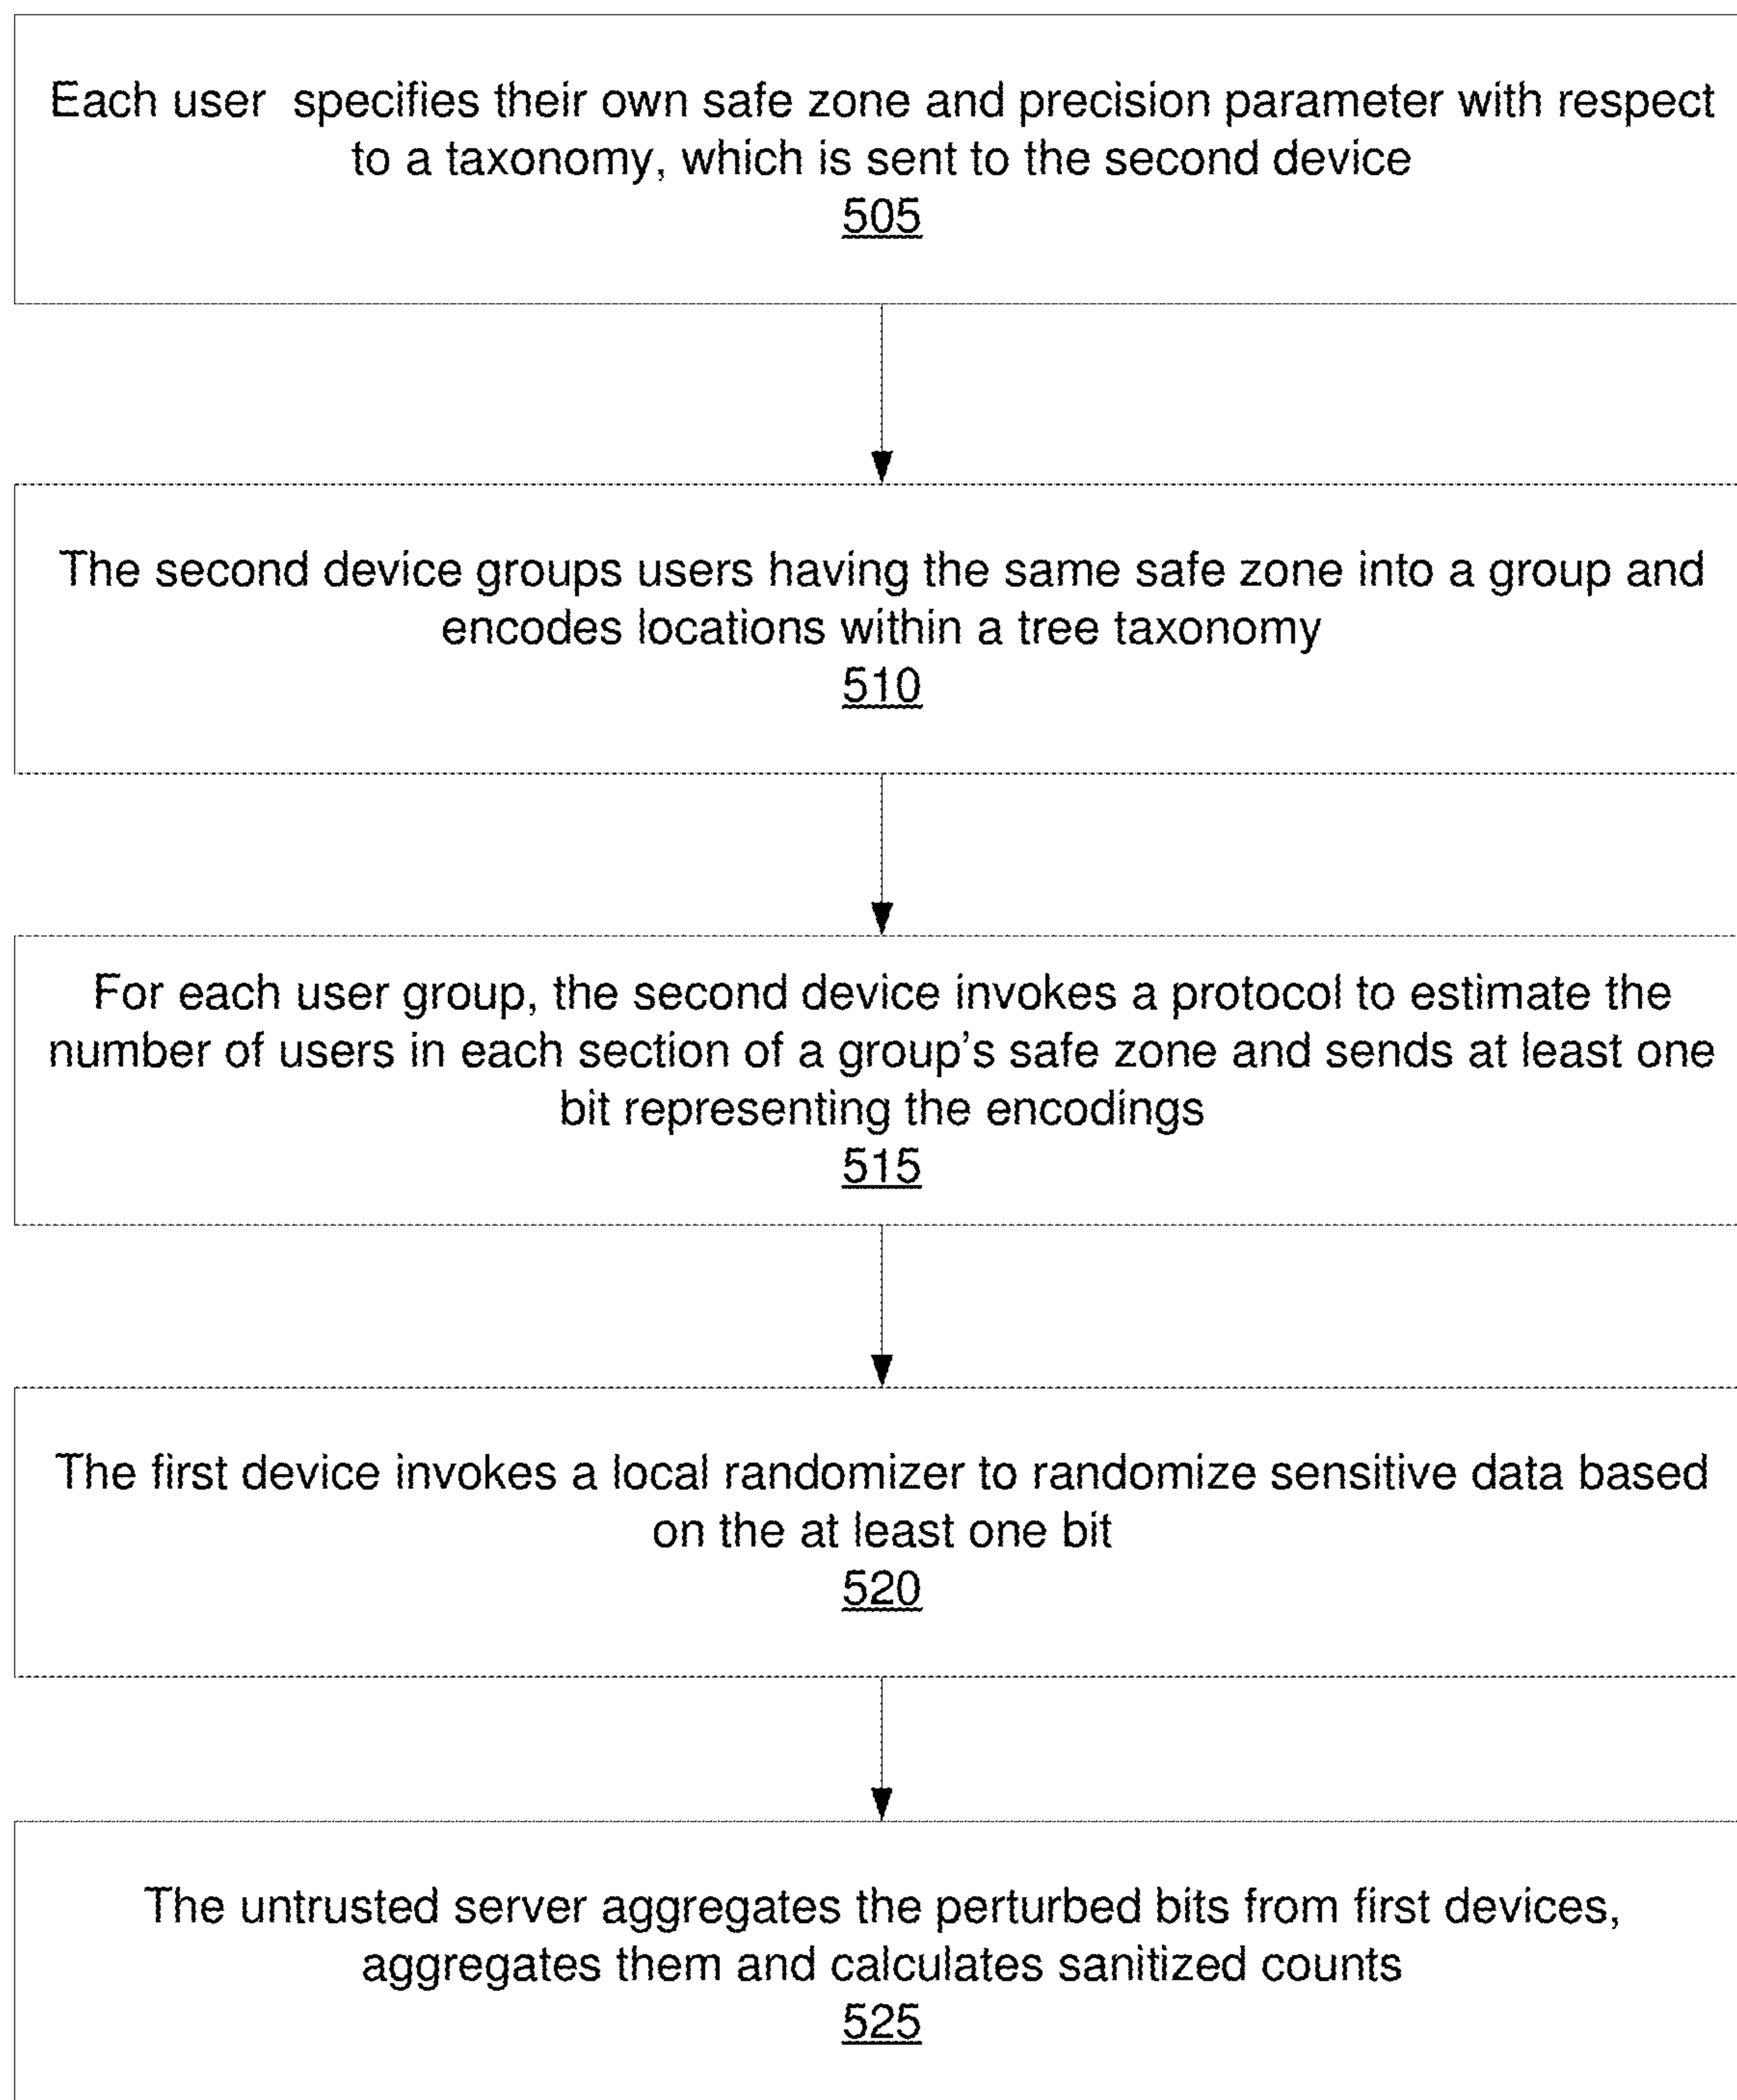 Each user  specifies their own safe zone and precision parameter with respect
to a taxonomy, which is sent to the second device
505
The second device groups users having the same safe zone into a group and
encodes locations within a tree taxonomy
510
For each user group, the second device invokes a protocol to estimate the
number of users in each section of a group's safe zone and sends at least one
bit representing the encodings
515
The first device invokes a local randomizer to randomize sensitive data based
on the at least one bit
520
The untrusted server aggregates the perturbed bits from first devices,
aggregates them and calculates sanitized counts
525